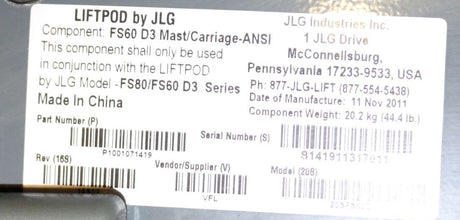 LIFTPOD by JLG
Component: FS60 D3 Mast/Carriage-ANSI
This component shall only be used
in conjunction with the LIFTPOD
by JLG Model -FS80/FS60 D3 Series
Made In China
JLG Industries Inc.
1 JLG Drive
McConnellsburg,
Pennsylvania 17233-9533, USA
Ph: 877-JLG-LIFT (877-554-5438)
Date of Manufacture: 11 Nov 2011
Component Weight: 20.2 kg (44.4 lb.)
Part Number (P)
P1001071419
Serial Number (S)
S141911317011
Rev (16S)
Vendor/Supplier (V)
VFL
Model (20S)